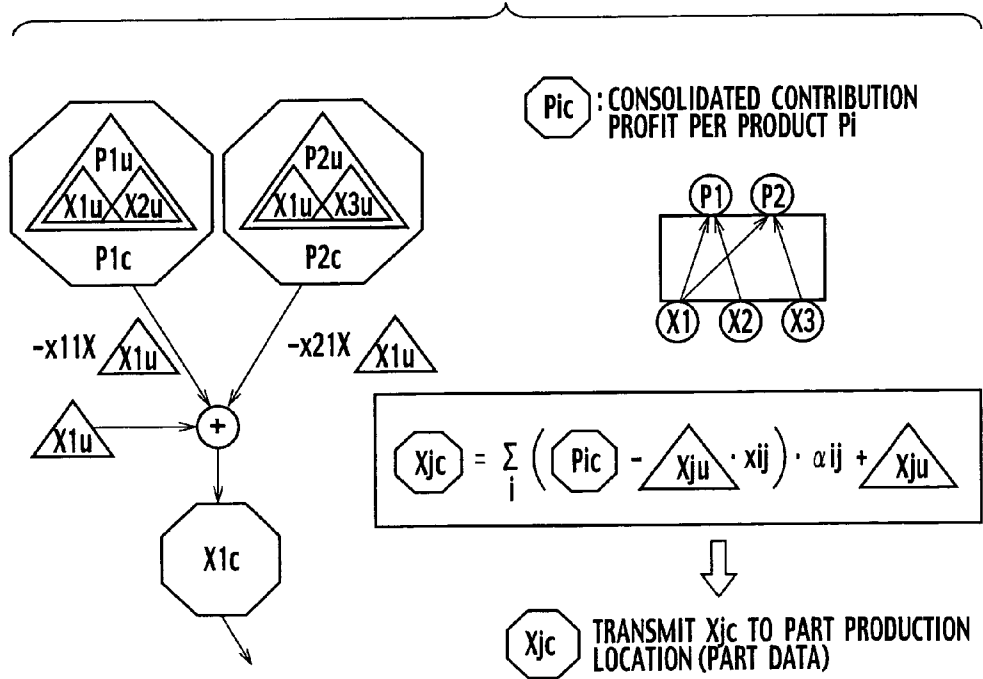 P1u
X1u X2u
P1c
P2u
X1u X3u
P2c
Pic : CONSOLIDATED CONTRIBUTION
PROFIT PER PRODUCT Pi
P1 P2
X1 X2 X3
-x11X X1u
-x21X X1u
X1u
+
X1c
Xjc = Σ i ( Pic - Xju · xij ) · αij + Xju
Xjc TRANSMIT Xjc TO PART PRODUCTION
LOCATION (PART DATA)